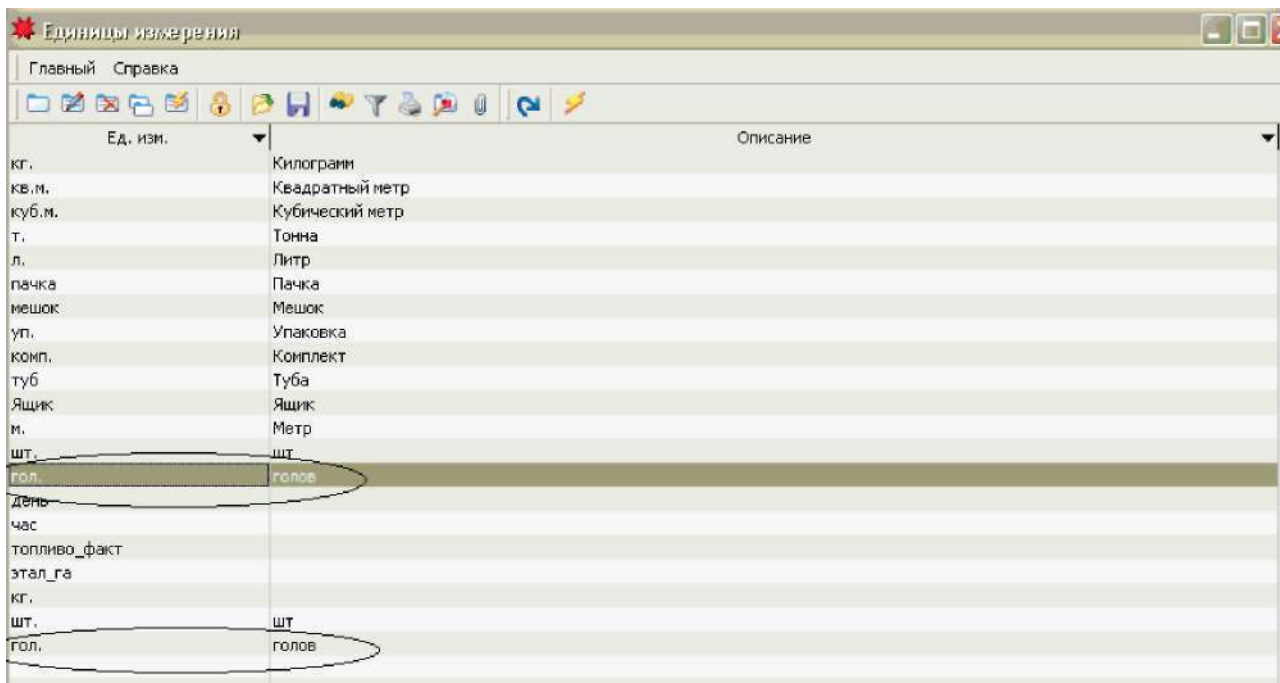 Единицы измерения
Главный Справка
Ед. изм. Описание
кг. Килограмм
кв.м. Квадратный метр
куб.м. Кубический метр
т. Тонна
л. Литр
пачка Пачка
мешок Мешок
уп. Упаковка
комп. Комплект
туб Туба
Ящик Ящик
м. Метр
шт. шт
гол. голов
день
час
топливо_факт
этал_га
кг.
шт. шт
гол. голов